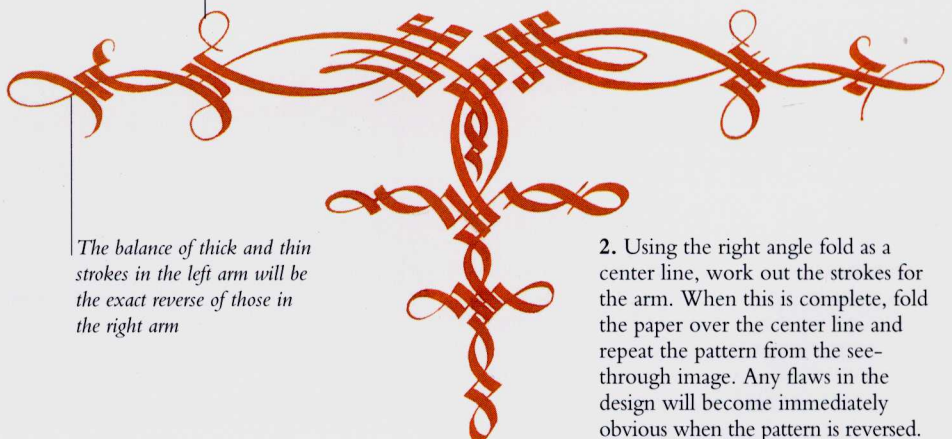 The balance of thick and thin
strokes in the left arm will be
the exact reverse of those in
the right arm
2. Using the right angle fold as a
center line, work out the strokes for
the arm. When this is complete, fold
the paper over the center line and
repeat the pattern from the see-
through image. Any flaws in the
design will become immediately
obvious when the pattern is reversed.